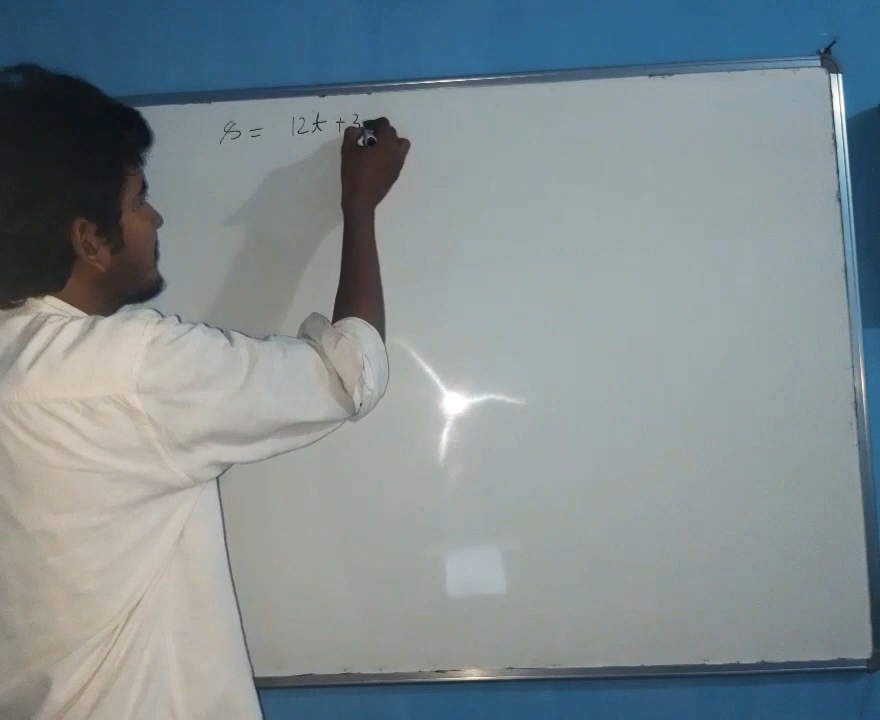 s = 12t + 3